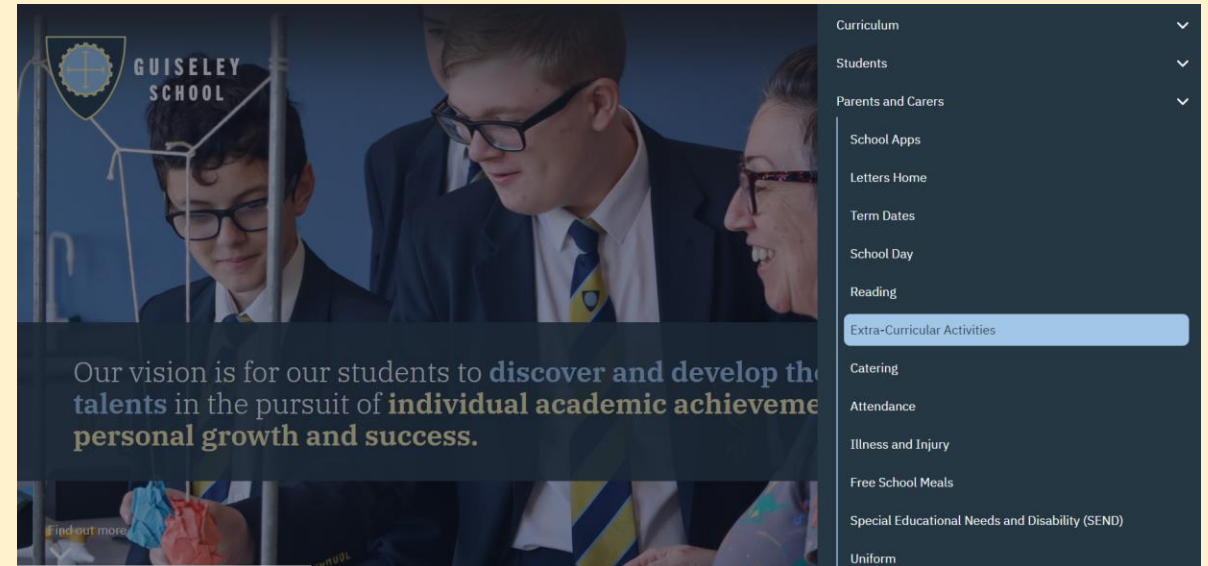 GUISELEY
SCHOOL
Our vision is for our students to discover and develop the
talents in the pursuit of individual academic achieveme
personal growth and success.
Find out more
Curriculum
Students
Parents and Carers
School Apps
Letters Home
Term Dates
School Day
Reading
Extra-Curricular Activities
Catering
Attendance
Illness and Injury
Free School Meals
Special Educational Needs and Disability (SEND)
Uniform